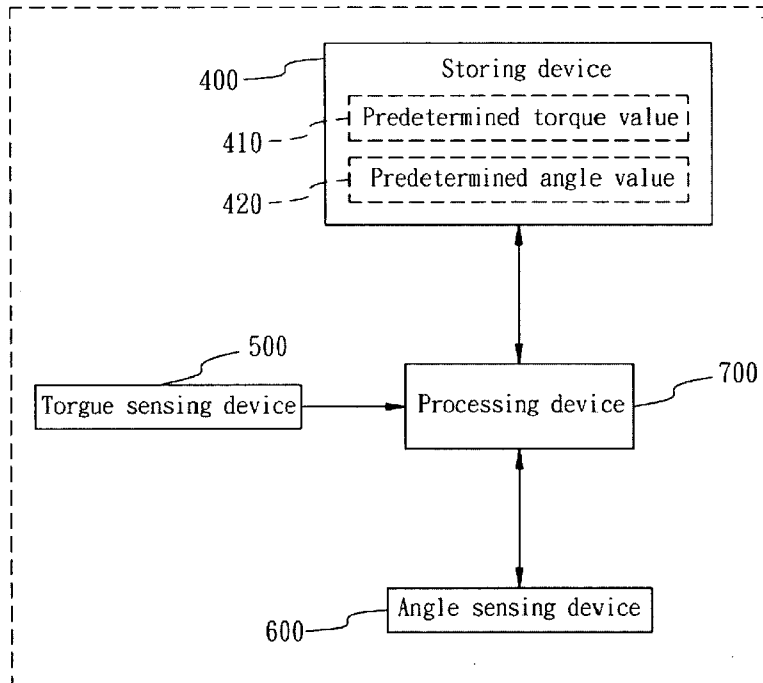 400
Storing device
410
Predetermined torque value
420
Predetermined angle value
500
700
Torgue sensing device
Processing device
Angle sensing device
600